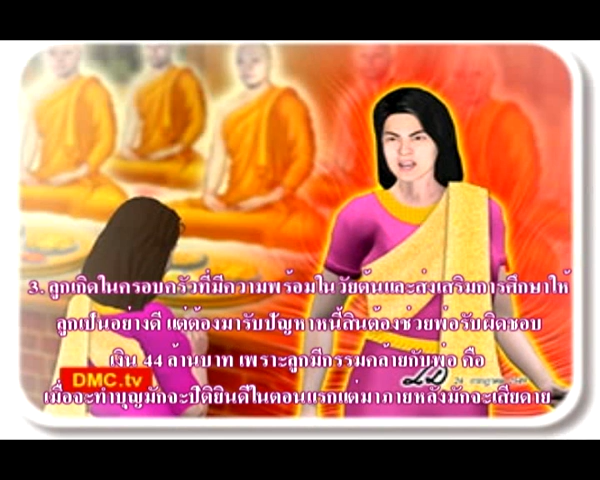 3. ลูกเกิดในครอบครัวที่มีความพร้อมใน วัยต้นและส่งเสริมการศึกษาให้
ลูกเป็นอย่างดี แต่ต้องมารับปัญหาหนี้สินต้องช่วยพ่อรับผิดชอบ
เงิน 44 ล้านบาท เพราะลูกมีกรรมคล้ายกับพ่อ คือ
DMC.tv
เมื่อจะทำบุญมักจะปีติยินดีในตอนแรกแต่มาภายหลังมักจะเสียดาย